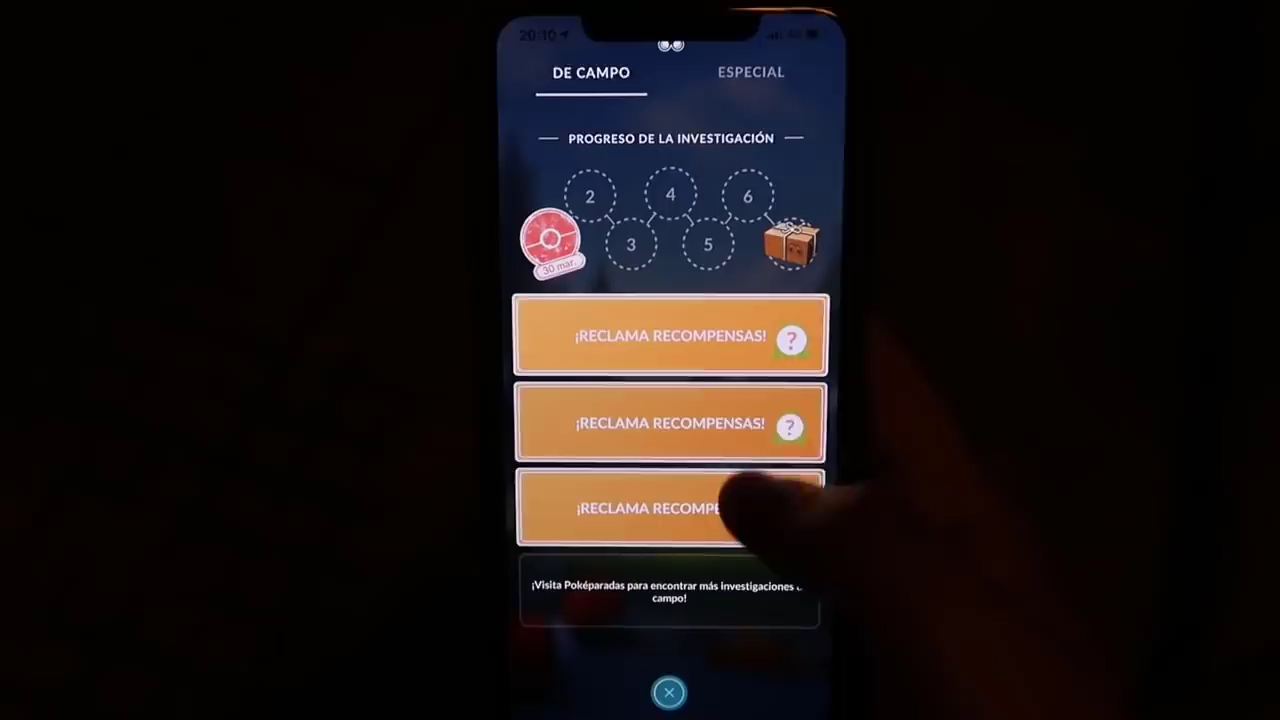 20:10
DE CAMPO
ESPECIAL
PROGRESO DE LA INVESTIGACIÓN
2
4
6
3
5
30 mar.
¡RECLAMA RECOMPENSAS!
?
¡RECLAMA RECOMPENSAS!
?
¡RECLAMA RECOMPE
¡Visita Poképaradas para encontrar más investigaciones
campo!